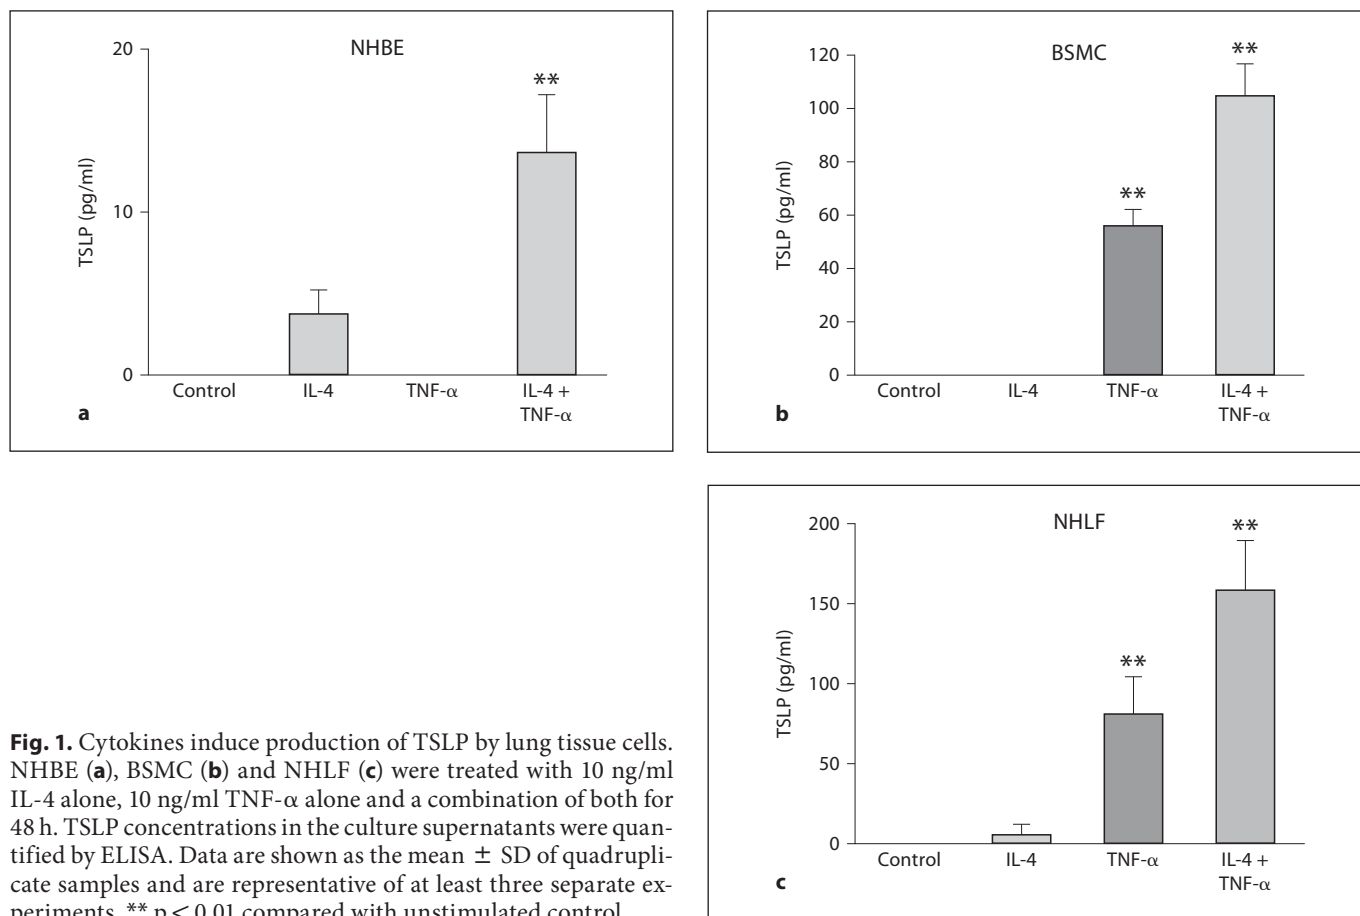 NHBE
20
10
0
TSLP (pg/ml)
**
Control IL-4 TNF-α IL-4 +
TNF-α
a
BSMC
120
100
80
60
40
20
0
TSLP (pg/ml)
**
**
Control IL-4 TNF-α IL-4 +
TNF-α
b
NHLF
200
150
100
50
0
TSLP (pg/ml)
**
**
Control IL-4 TNF-α IL-4 +
TNF-α
c
Fig. 1. Cytokines induce production of TSLP by lung tissue cells.
NHBE (a), BSMC (b) and NHLF (c) were treated with 10 ng/ml
IL-4 alone, 10 ng/ml TNF-α alone and a combination of both for
48 h. TSLP concentrations in the culture supernatants were quan-
tified by ELISA. Data are shown as the mean ± SD of quadrupli-
cate samples and are representative of at least three separate ex-
periments. ** p < 0.01 compared with unstimulated control.